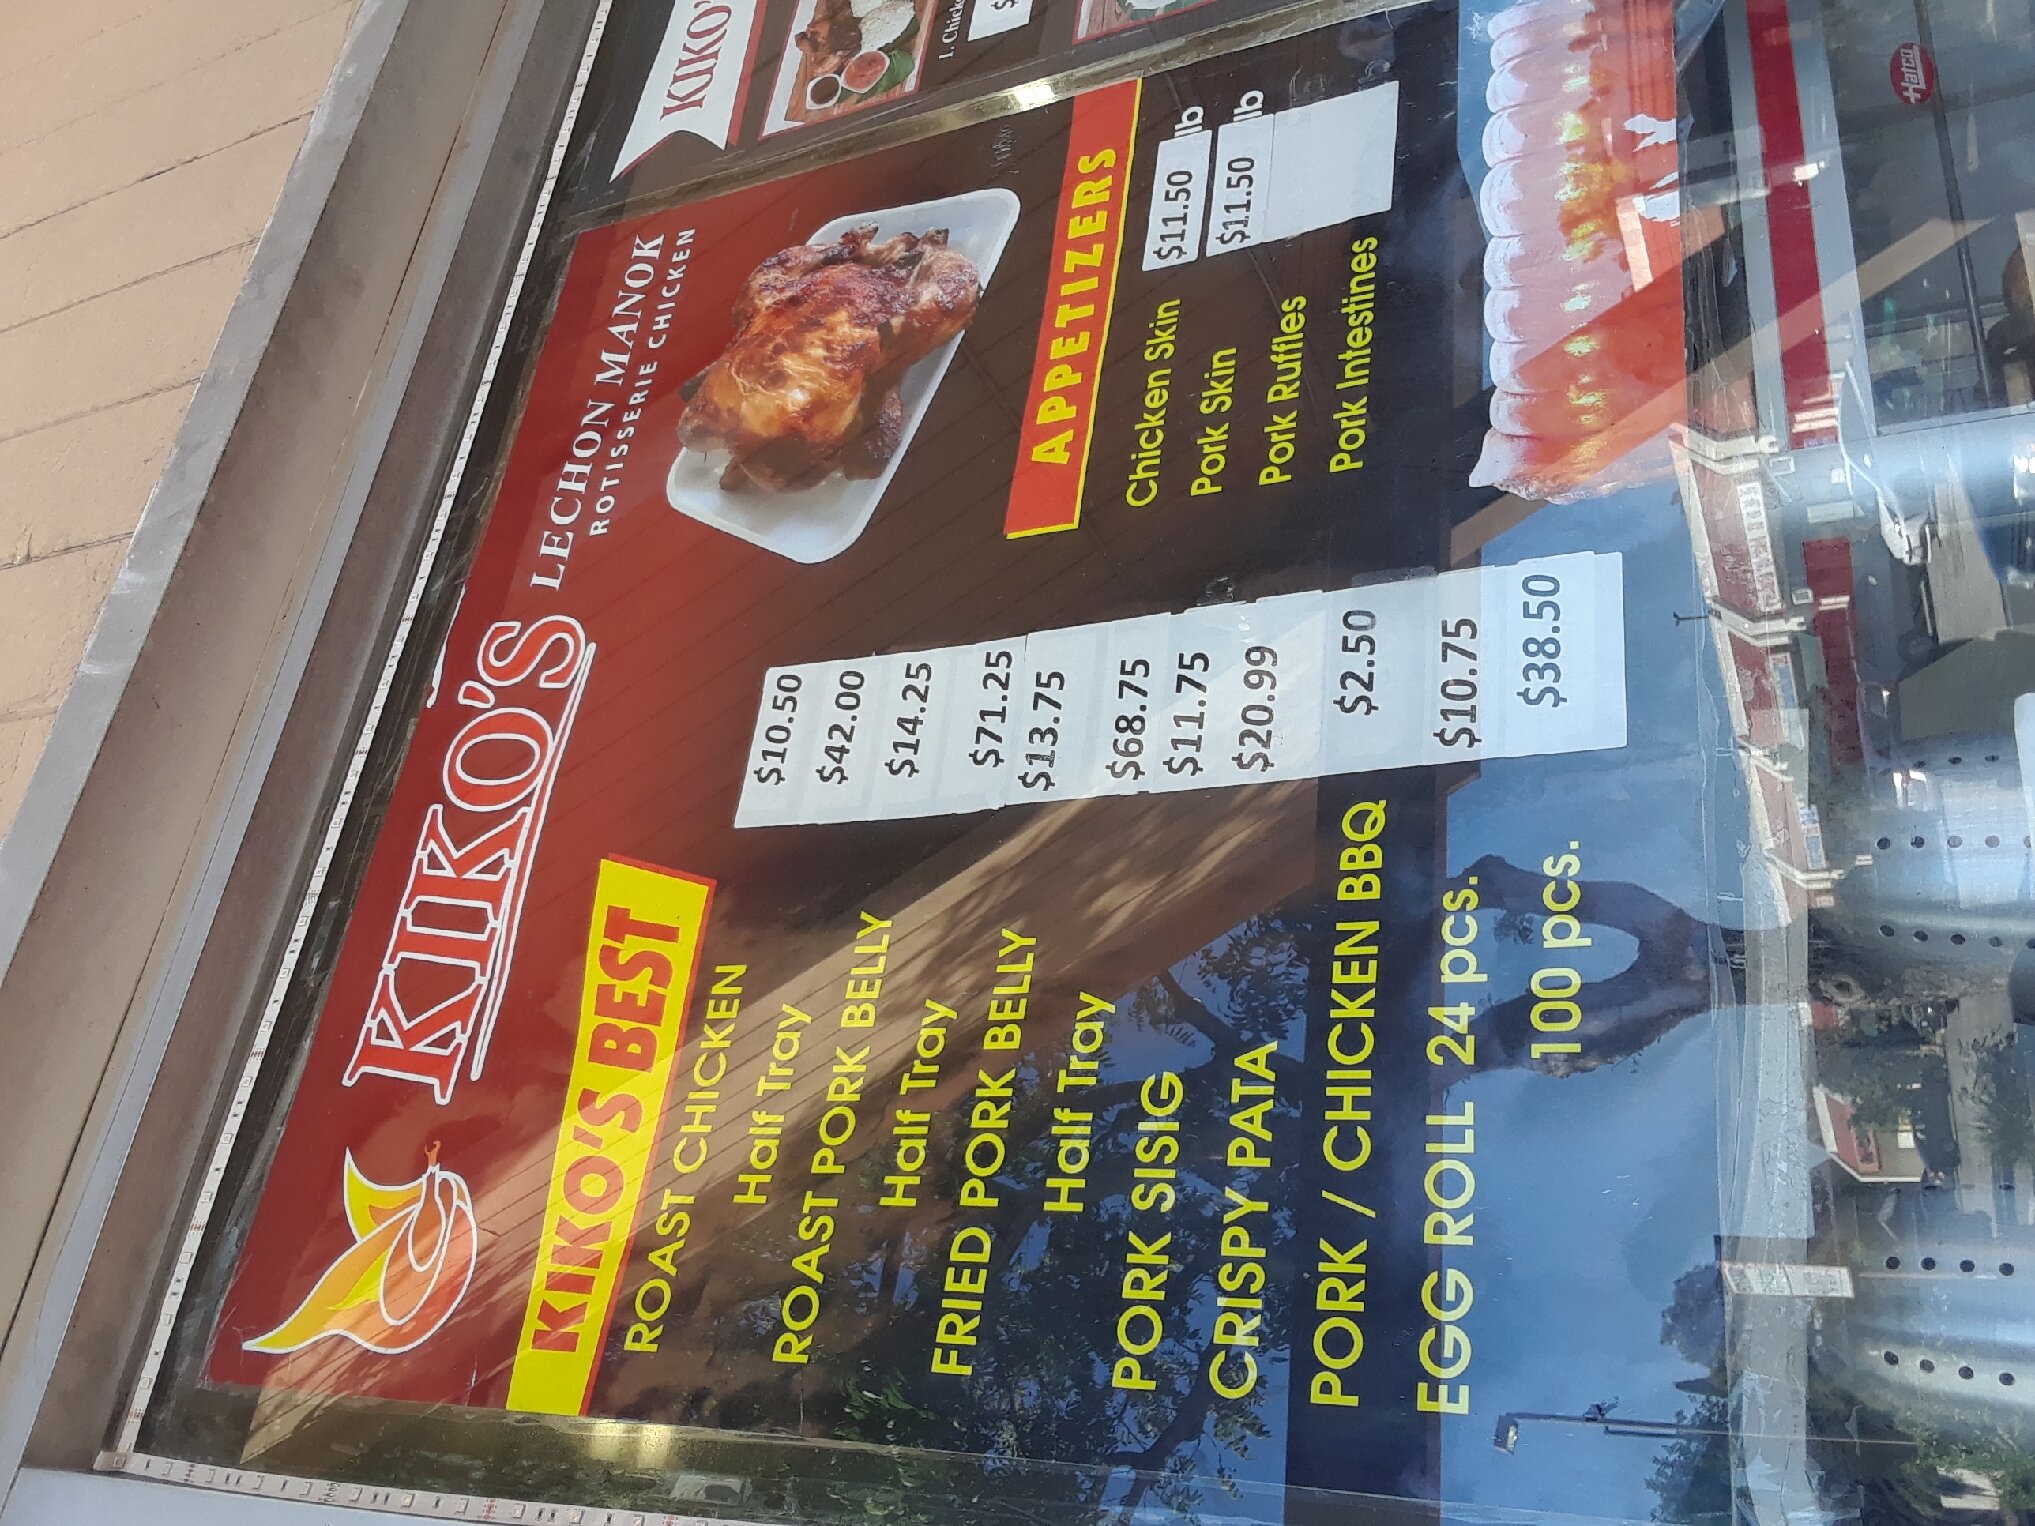 KIKO'S LECHON MANOK
ROTISSERIE CHICKEN
KIKO'S BEST
ROAST CHICKEN $10.50
Half Tray $42.00
ROAST PORK BELLY $14.25
Half Tray $71.25
FRIED PORK BELLY $13.75
Half Tray $68.75
PORK SISIG $11.75
CRISPY PATA $20.99
PORK / CHICKEN BBQ $2.50
EGG ROLL 24 pcs. $10.75
100 pcs. $38.50
APPETIZERS
Chicken Skin $11.50 lb
Pork Skin $11.50 lb
Pork Ruffles
Pork Intestines
KIKO'
1. Chick
$
Hatco